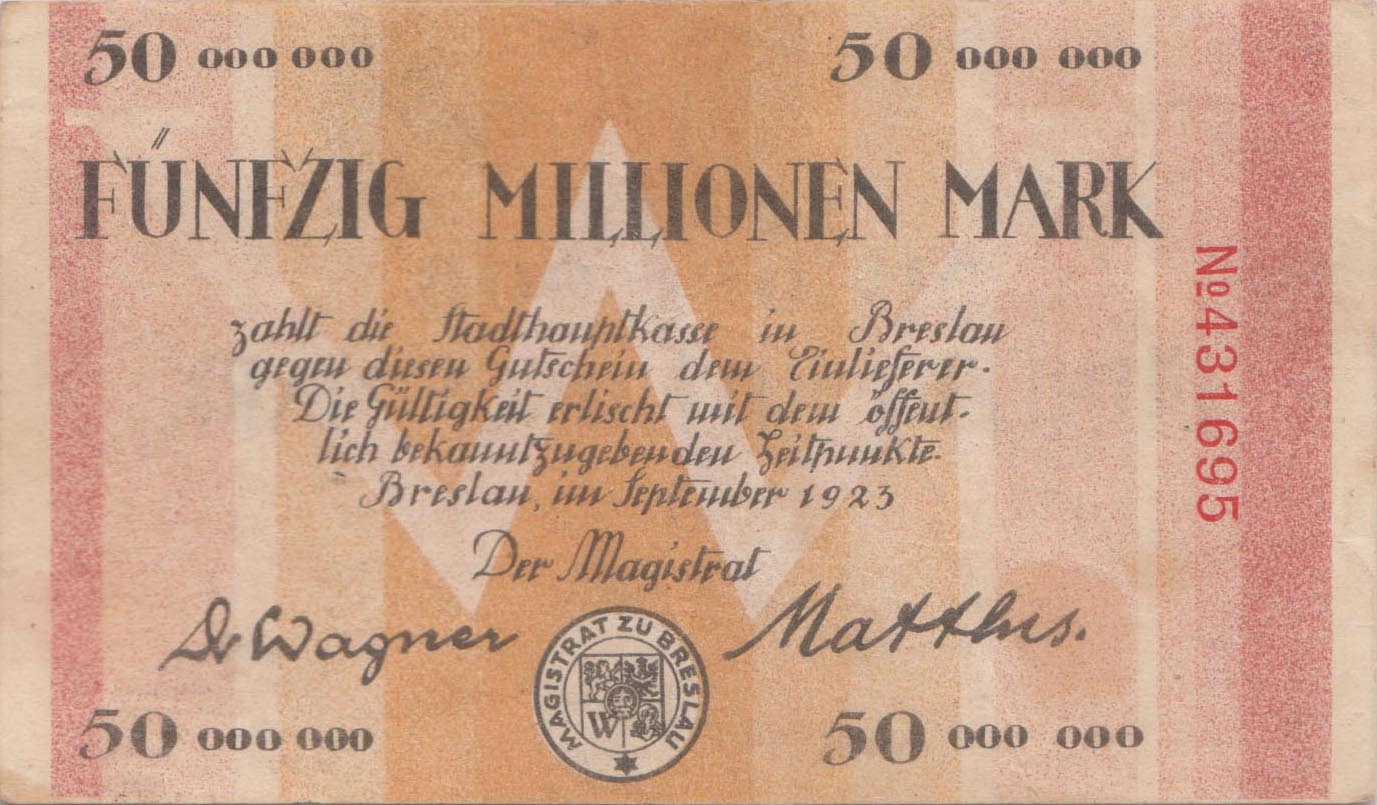 50 000 000
50 000 000
FÜNFZIG MILLIONEN MARK
zahlt die Stadthauptkasse in Breslau
gegen diesen Gutschein dem Einlieferer.
Die Gültigkeit erlischt mit dem öffent-
lich bekanntzugebenden Zeitpunkte.
Breslau, im September 1923
Der Magistrat
Dr Wagner
Matthes.
MAGISTRAT ZU BRESLAU
W
50 000 000
50 000 000
No 431695